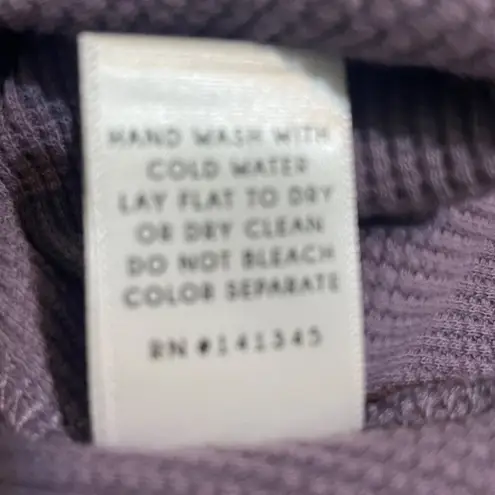 HAND WASH WITH
COLD WATER
LAY FLAT TO DRY
OR DRY CLEAN
DO NOT BLEACH
COLOR SEPARATE
RN #141345